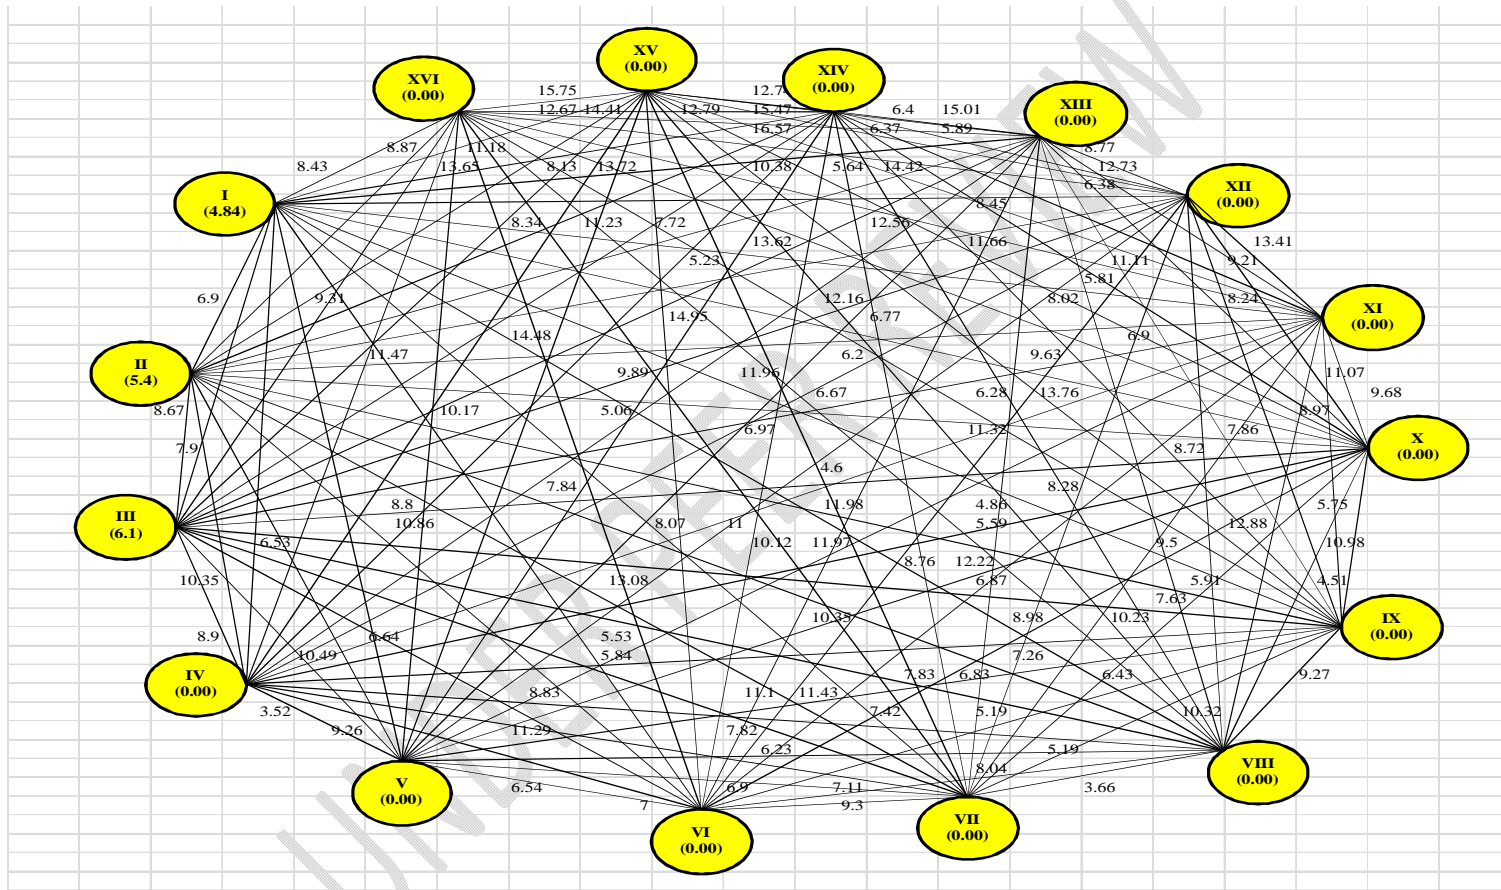 XV
(0.00)
XIV
(0.00)
XVI
(0.00)
15.75
12.7
XIII
(0.00)
12.67 14.41 12.79 15.47 6.4 15.01
16.57 6.37 5.89
8.87 11.18 8.77
8.43 13.65 8.13 13.72 10.38 5.64 14.42 12.73
6.38
XII
(0.00)
I
(4.84)
8.45
8.34 11.23 7.72 12.56
13.62 11.66 13.41
5.23 11.11 9.21
5.81
6.9 9.31 12.16 8.02 8.24
XI
(0.00)
14.95 6.77
14.48 6.9
11.47 6.2 9.63
II
(5.4)
9.89 11.96 11.07
6.67 6.28 13.76 9.68
8.67 10.17 5.06 8.97
6.97 11.32 7.86
7.9 8.72
X
(0.00)
4.6
7.84 8.28
8.8 11.98 4.86 5.75
III
(6.1)
10.86 8.07 11 5.59 12.88
6.53 10.12 11.97 9.5 10.98
8.76 12.22
10.35 13.08 6.87 5.91 4.51
7.63
10.35 8.98 10.23
IX
(0.00)
8.9 6.64 5.53
10.49 5.84 7.26
IV
(0.00)
7.83 6.83 6.43 9.27
8.83 11.1 11.43
3.52 7.42 5.19 10.32
9.26 11.29 7.82
6.23 5.19
8.04
VIII
(0.00)
V
(0.00)
6.54 6.9 7.11 3.66
7 9.3
VI
(0.00)
VII
(0.00)
UNDER PEER REVIEW